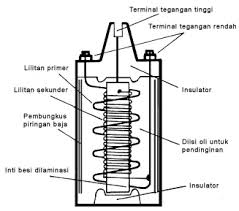 Terminal tegangan tinggi
Terminal tegangan rendah
Lilitan primer
Lilitan sekunder
Insulator
Pembungkus
piringan baja
Diisi oli untuk
pendinginan
Inti besi dilaminasi
Insulator